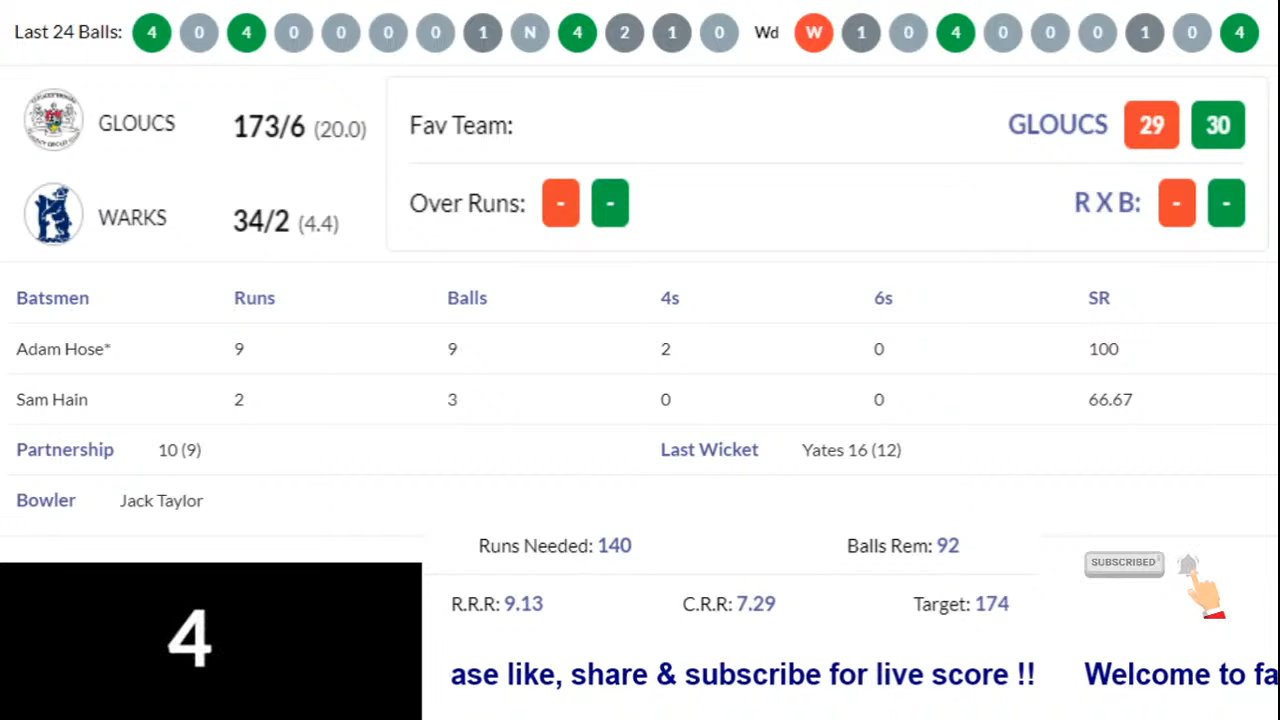 Last 24 Balls: 4 0 4 0 0 0 0 1 N 4 2 1 0 Wd W 1 0 4 0 0 0 1 0 4
GLOUCS 173/6 (20.0)
Fav Team: GLOUCS 29 30
WARKS 34/2 (4.4)
Over Runs: - - R X B: - -
Batsmen Runs Balls 4s 6s SR
Adam Hose* 9 9 2 0 100
Sam Hain 2 3 0 0 66.67
Partnership 10 (9) Last Wicket Yates 16 (12)
Bowler Jack Taylor
Runs Needed: 140 Balls Rem: 92
SUBSCRIBED
R.R.R: 9.13 C.R.R: 7.29 Target: 174
4
ase like, share & subscribe for live score !! Welcome to fa